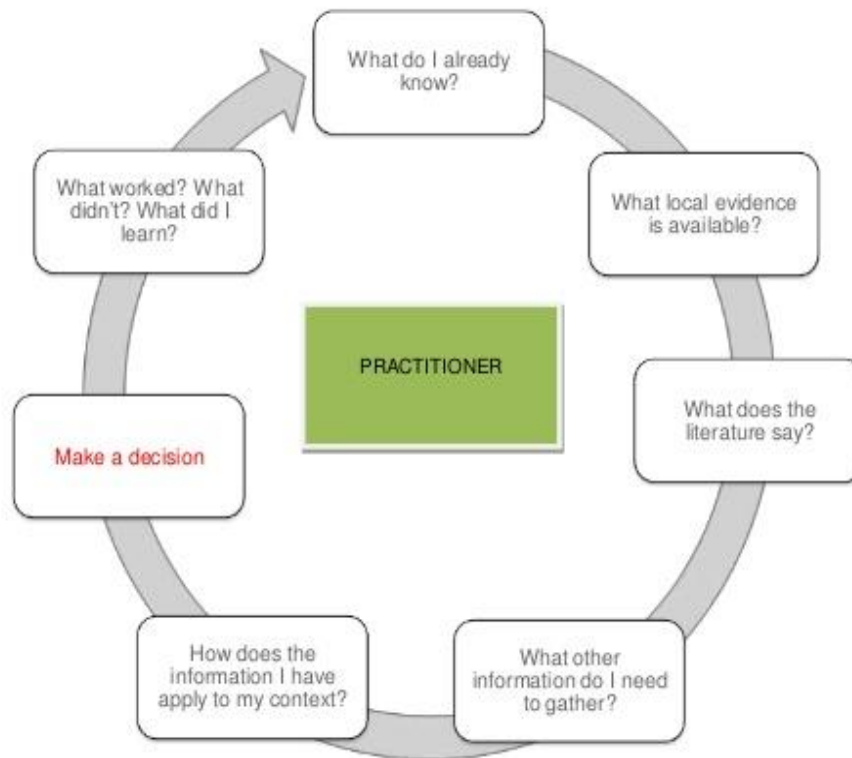 What do I already
know?
What local evidence
is available?
What does the
literature say?
What other
information do I need
to gather?
How does the
information I have
apply to my context?
Make a decision
What worked? What
didn't? What did I
learn?
PRACTITIONER